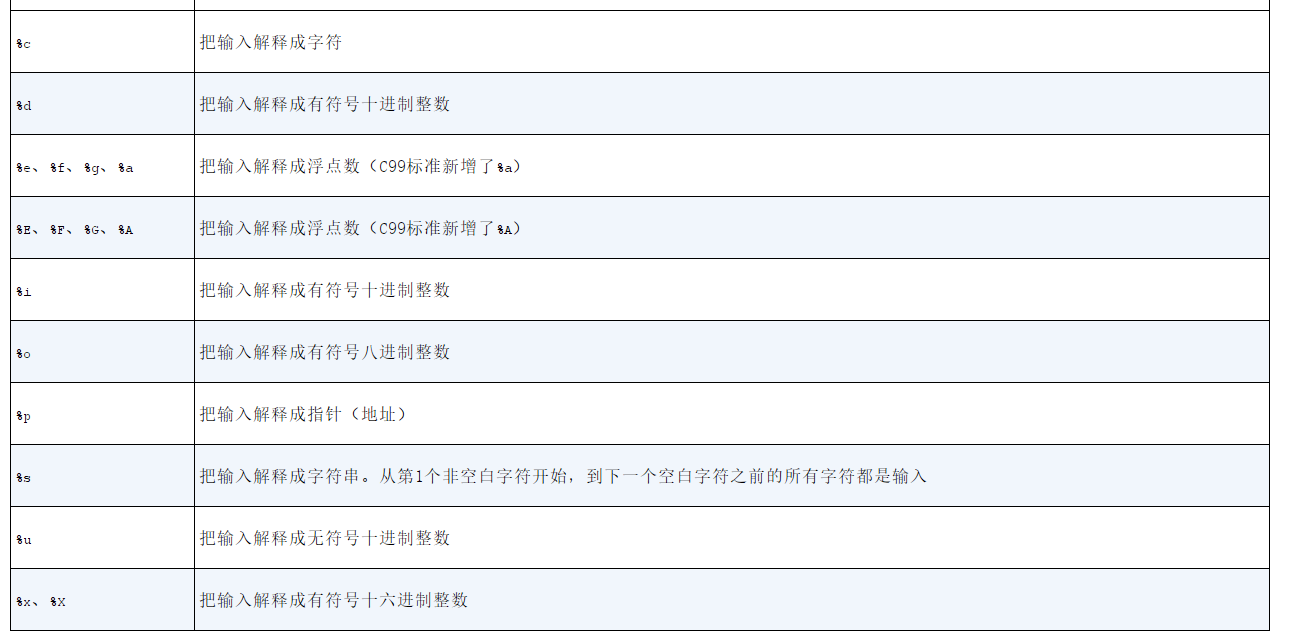 %c 把输入解释成字符
%d 把输入解释成有符号十进制整数
%e、%f、%g、%a 把输入解释成浮点数（C99标准新增了%a）
%E、%F、%G、%A 把输入解释成浮点数（C99标准新增了%A）
%i 把输入解释成有符号十进制整数
%o 把输入解释成有符号八进制整数
%p 把输入解释成指针（地址）
%s 把输入解释成字符串。从第1个非空白字符开始，到下一个空白字符之前的所有字符都是输入
%u 把输入解释成无符号十进制整数
%x、%X 把输入解释成有符号十六进制整数